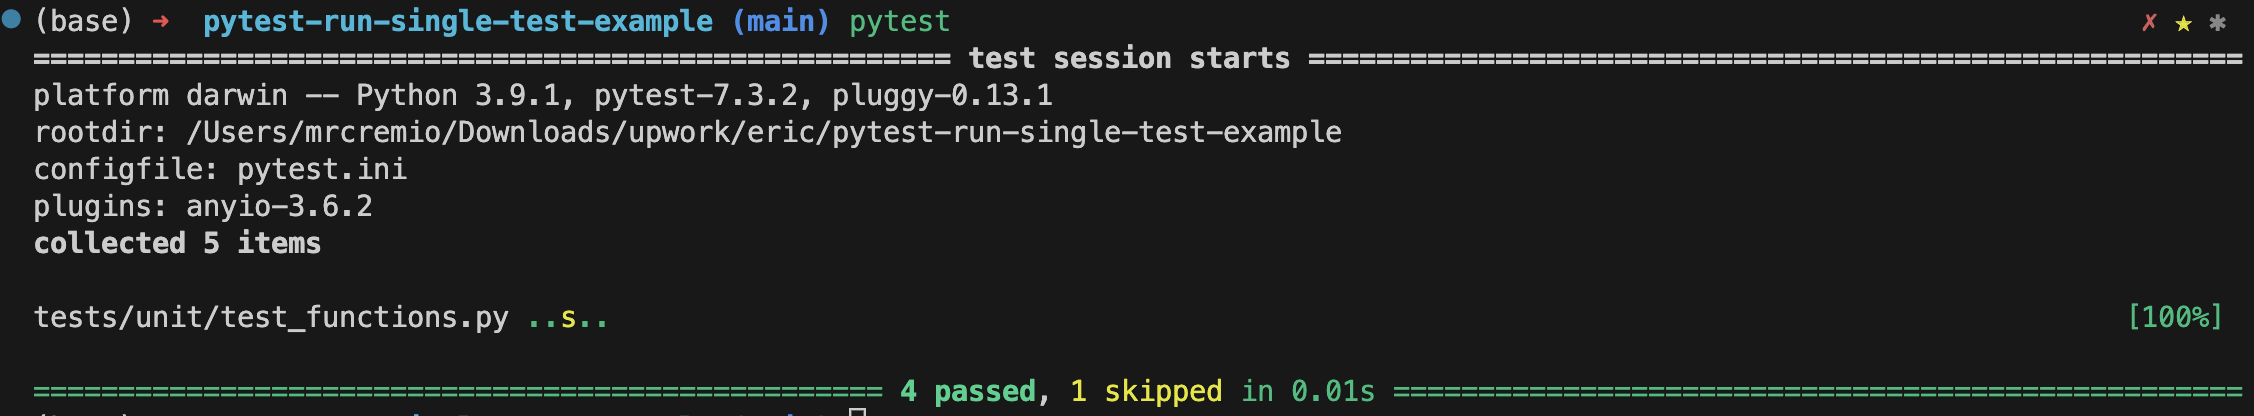 (base) ➜ pytest-run-single-test-example (main) pytest ✗ ★ ✱
====================================================== test session starts =======================================================
platform darwin -- Python 3.9.1, pytest-7.3.2, pluggy-0.13.1
rootdir: /Users/mrcremio/Downloads/upwork/eric/pytest-run-single-test-example
configfile: pytest.ini
plugins: anyio-3.6.2
collected 5 items
tests/unit/test_functions.py ..s.. [100%]
================================================== 4 passed, 1 skipped in 0.01s ==================================================